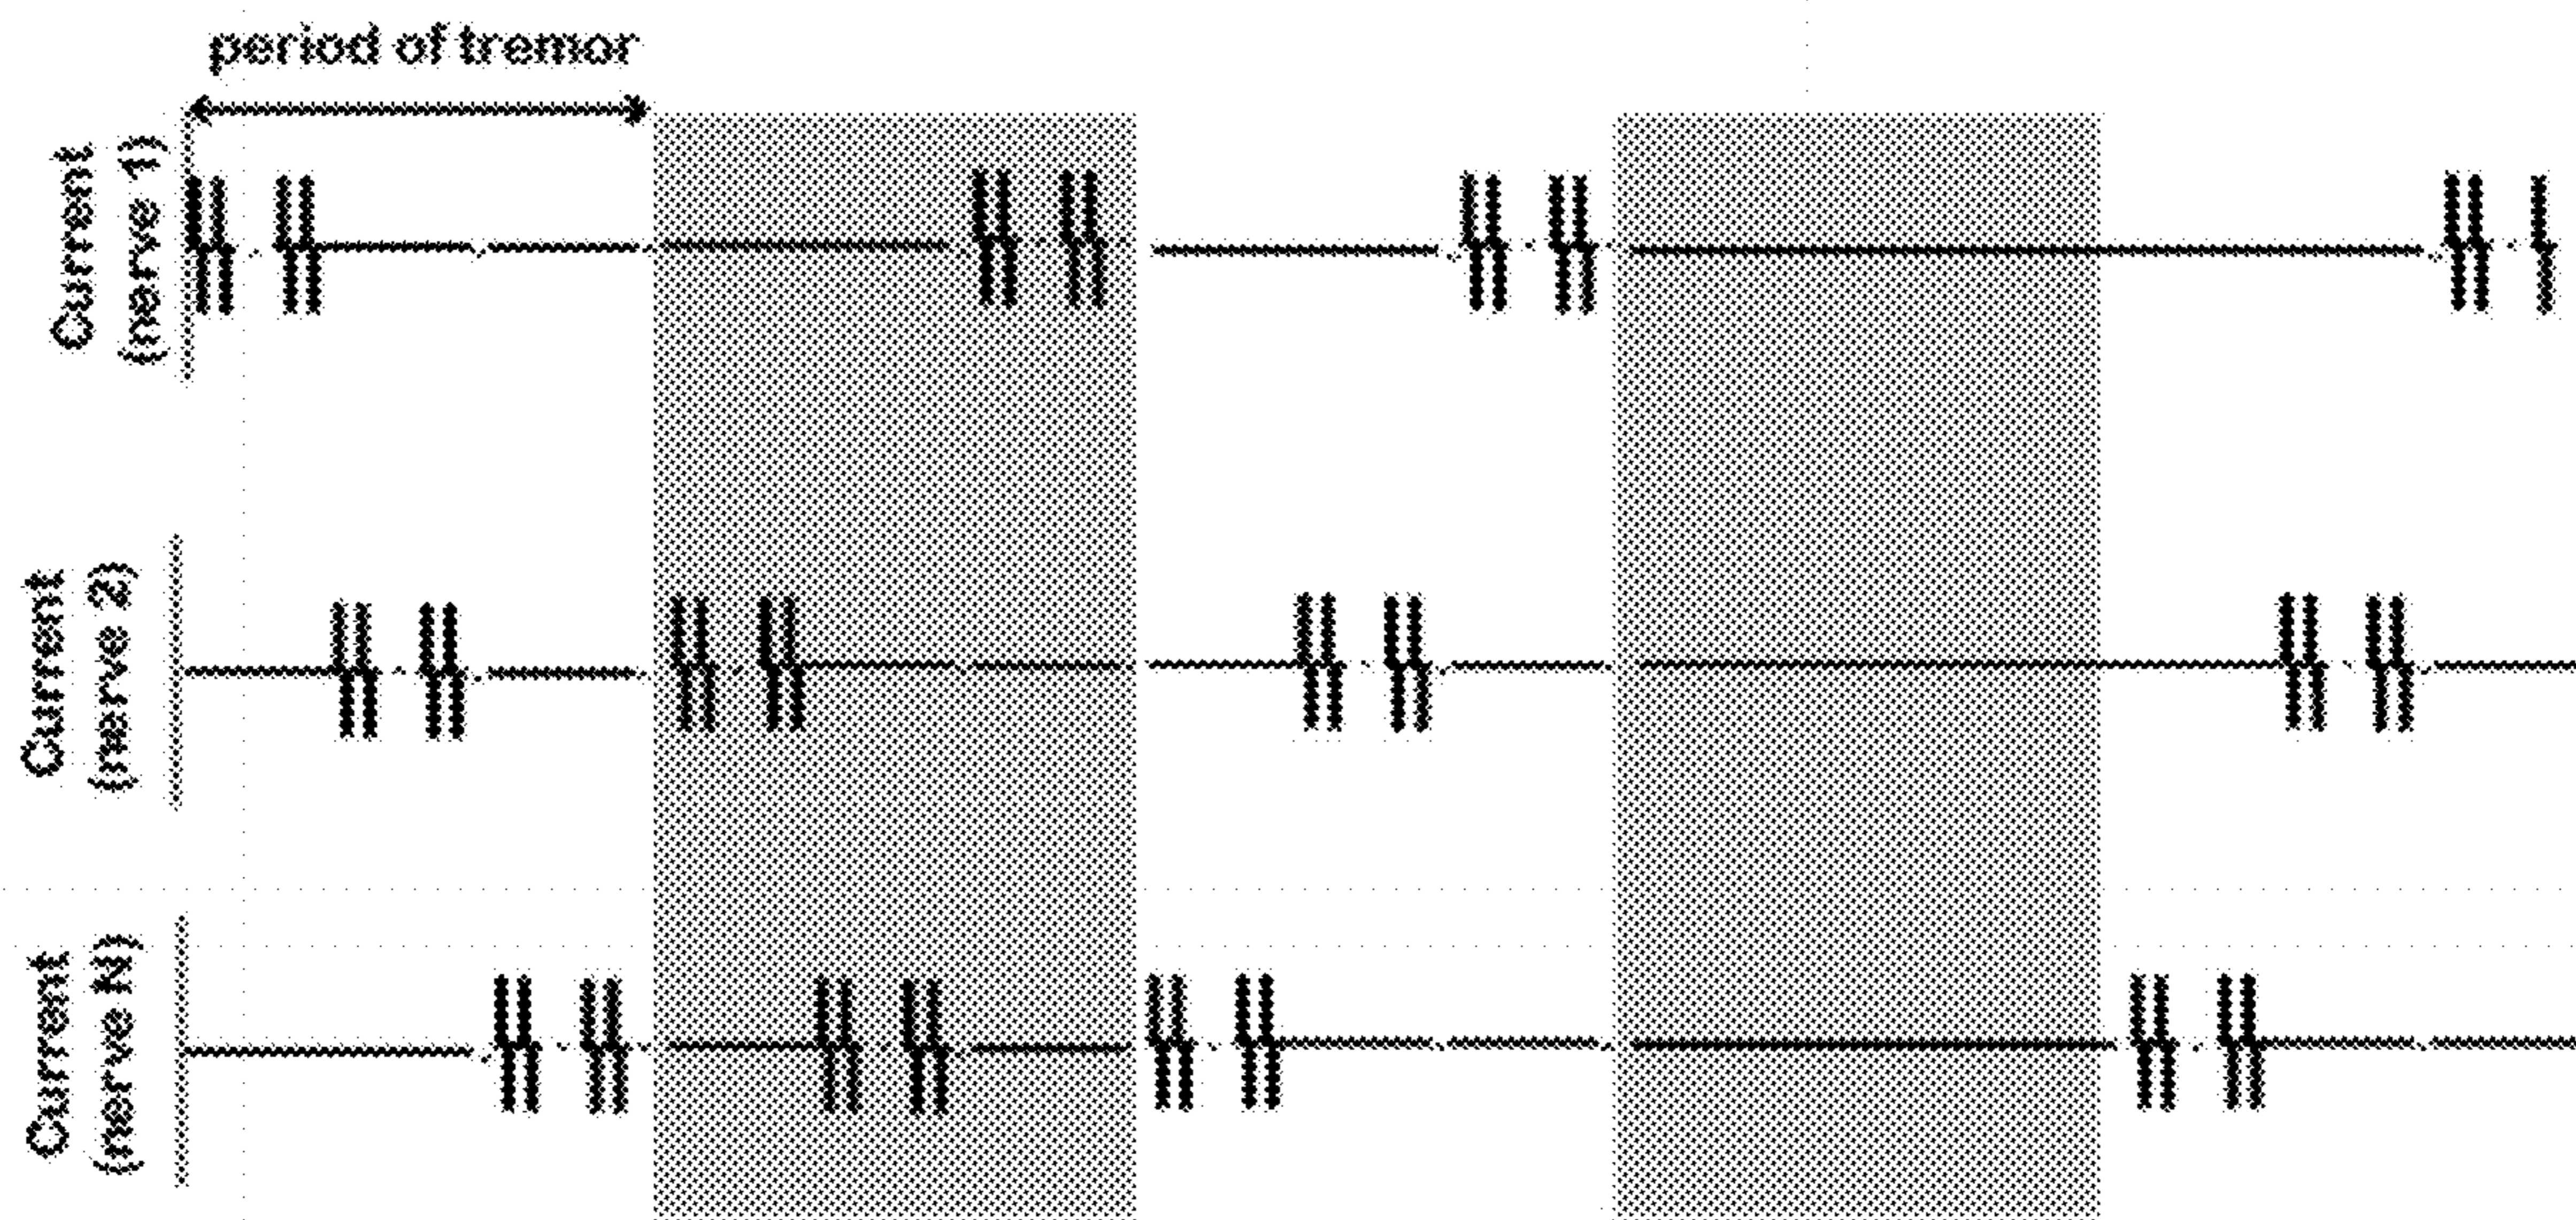 period of tremor
Current
(nerve 1)
Current
(nerve 2)
Current
(nerve N)